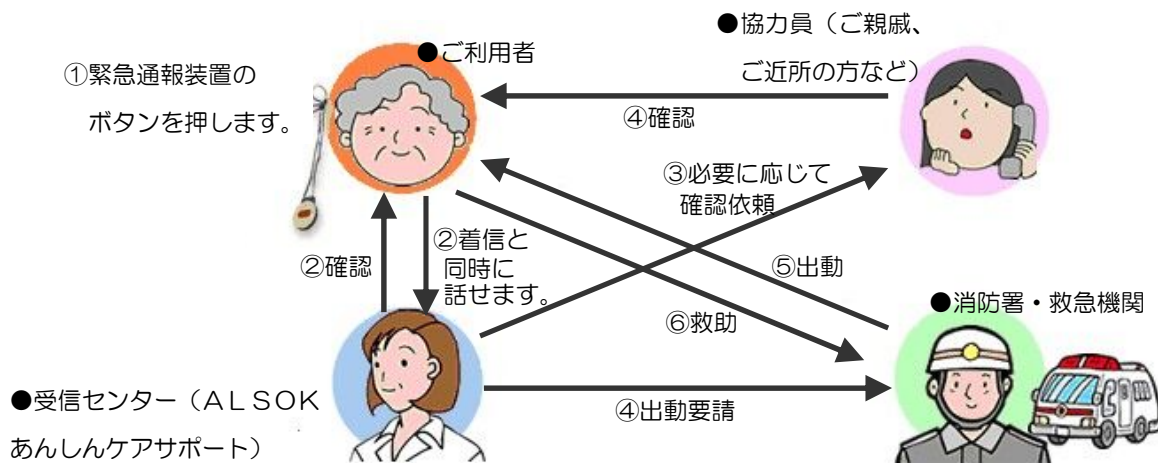 ●協力員（ご親戚、
ご近所の方など）
●ご利用者
①緊急通報装置の
ボタンを押します。
④確認
③必要に応じて
確認依頼
②確認
②着信と
同時に
話せます。
⑤出動
⑥救助
●消防署・救急機関
●受信センター（ＡＬＳＯＫ
あんしんケアサポート）
④出動要請